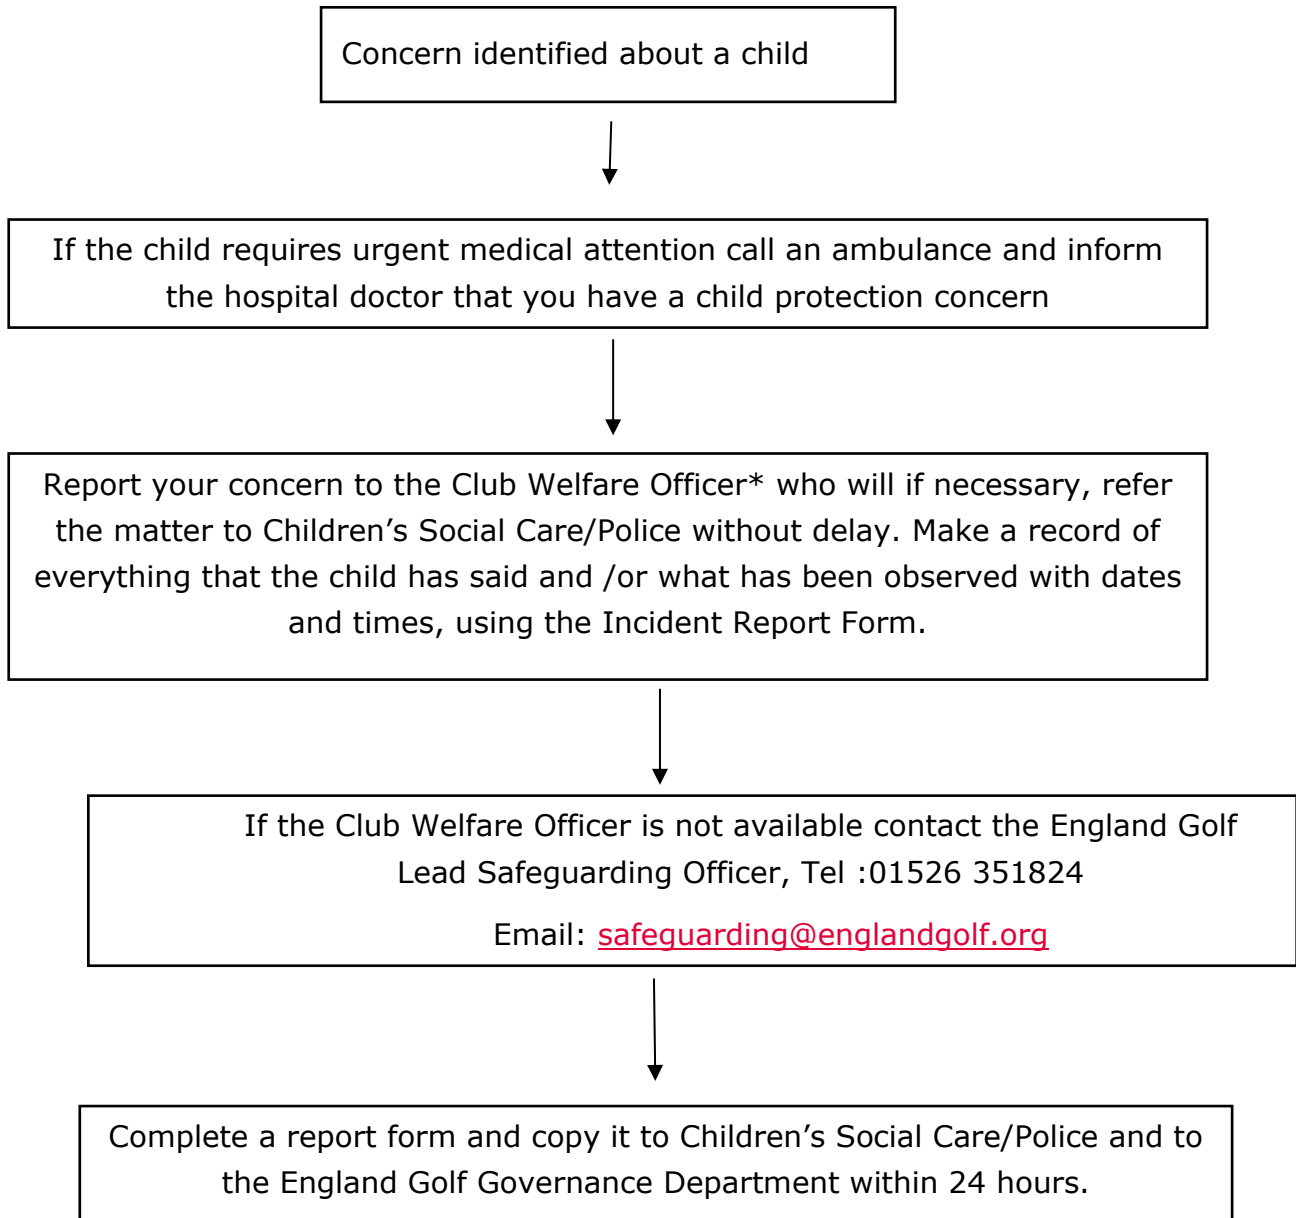 Concern identified about a child
If the child requires urgent medical attention call an ambulance and inform
the hospital doctor that you have a child protection concern
Report your concern to the Club Welfare Officer* who will if necessary, refer
the matter to Children’s Social Care/Police without delay. Make a record of
everything that the child has said and /or what has been observed with dates
and times, using the Incident Report Form.
If the Club Welfare Officer is not available contact the England Golf
Lead Safeguarding Officer, Tel :01526 351824
Email: safeguarding@englandgolf.org
Complete a report form and copy it to Children’s Social Care/Police and to
the England Golf Governance Department within 24 hours.